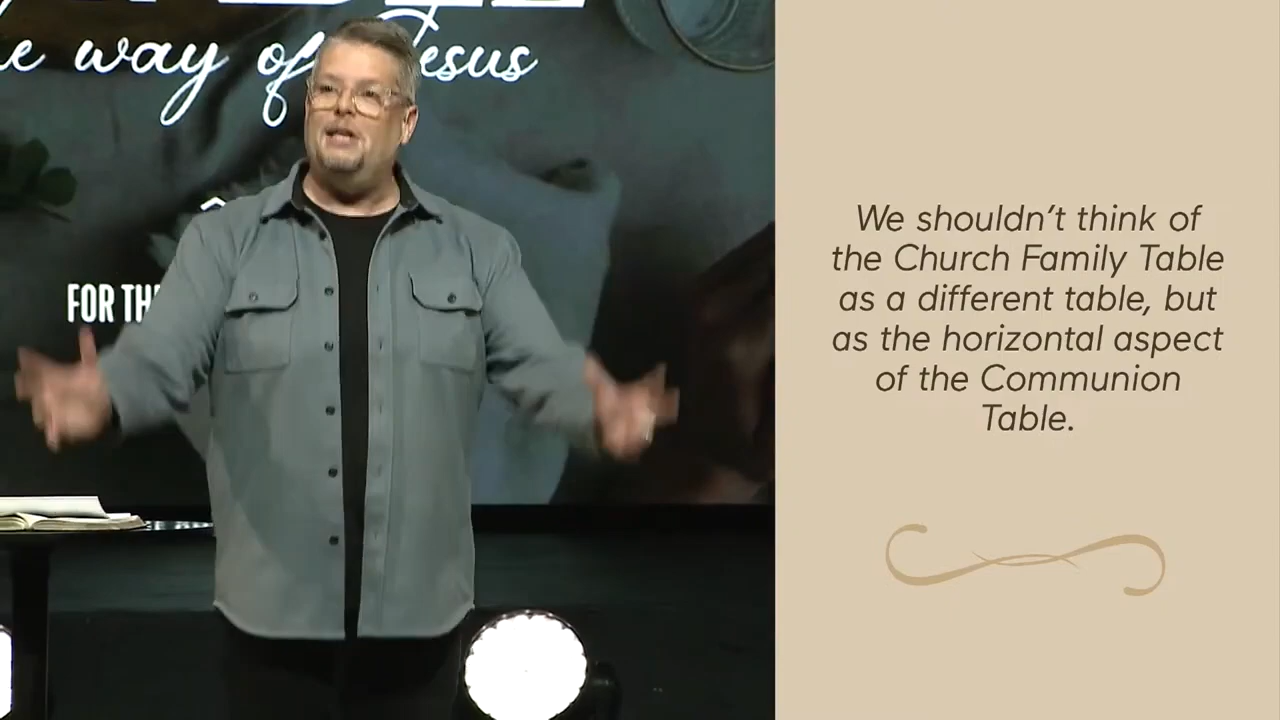 way of Jesus
FOR THE
We shouldn’t think of
the Church Family Table
as a different table, but
as the horizontal aspect
of the Communion
Table.